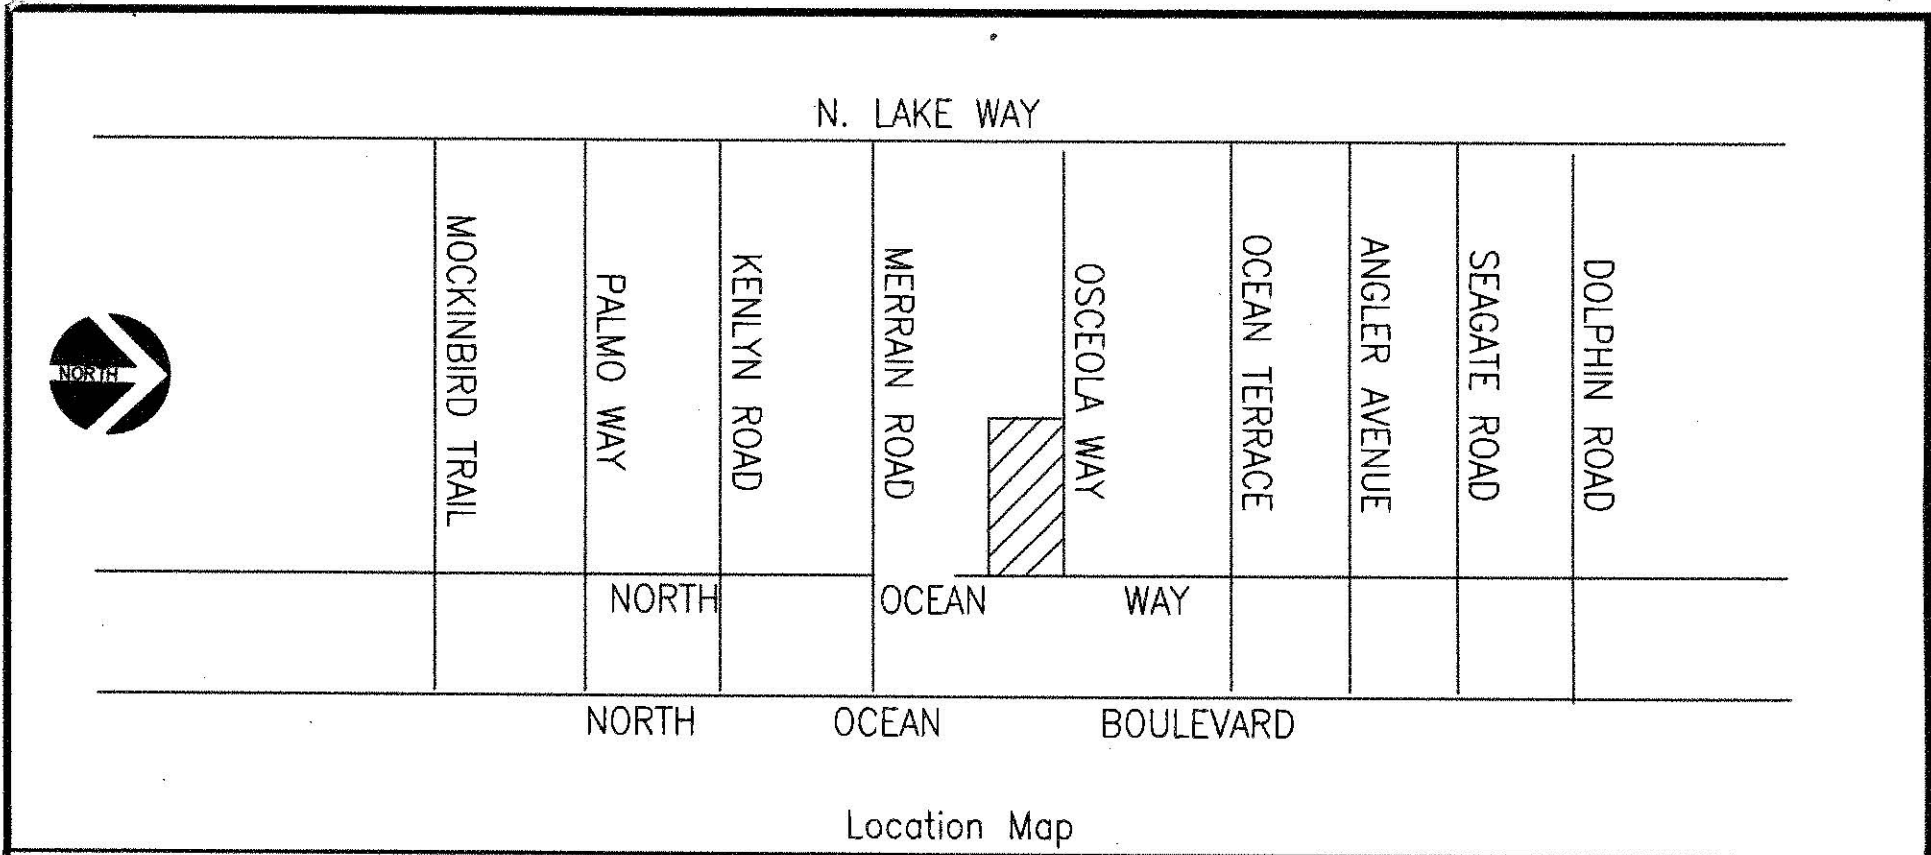 N. LAKE WAY
MOCKINBIRD TRAIL
PALMO WAY
KENLYN ROAD
MERRAIN ROAD
OSCEOLA WAY
OCEAN TERRACE
ANGLER AVENUE
SEAGATE ROAD
DOLPHIN ROAD
NORTH
NORTH OCEAN WAY
NORTH OCEAN BOULEVARD
Location Map